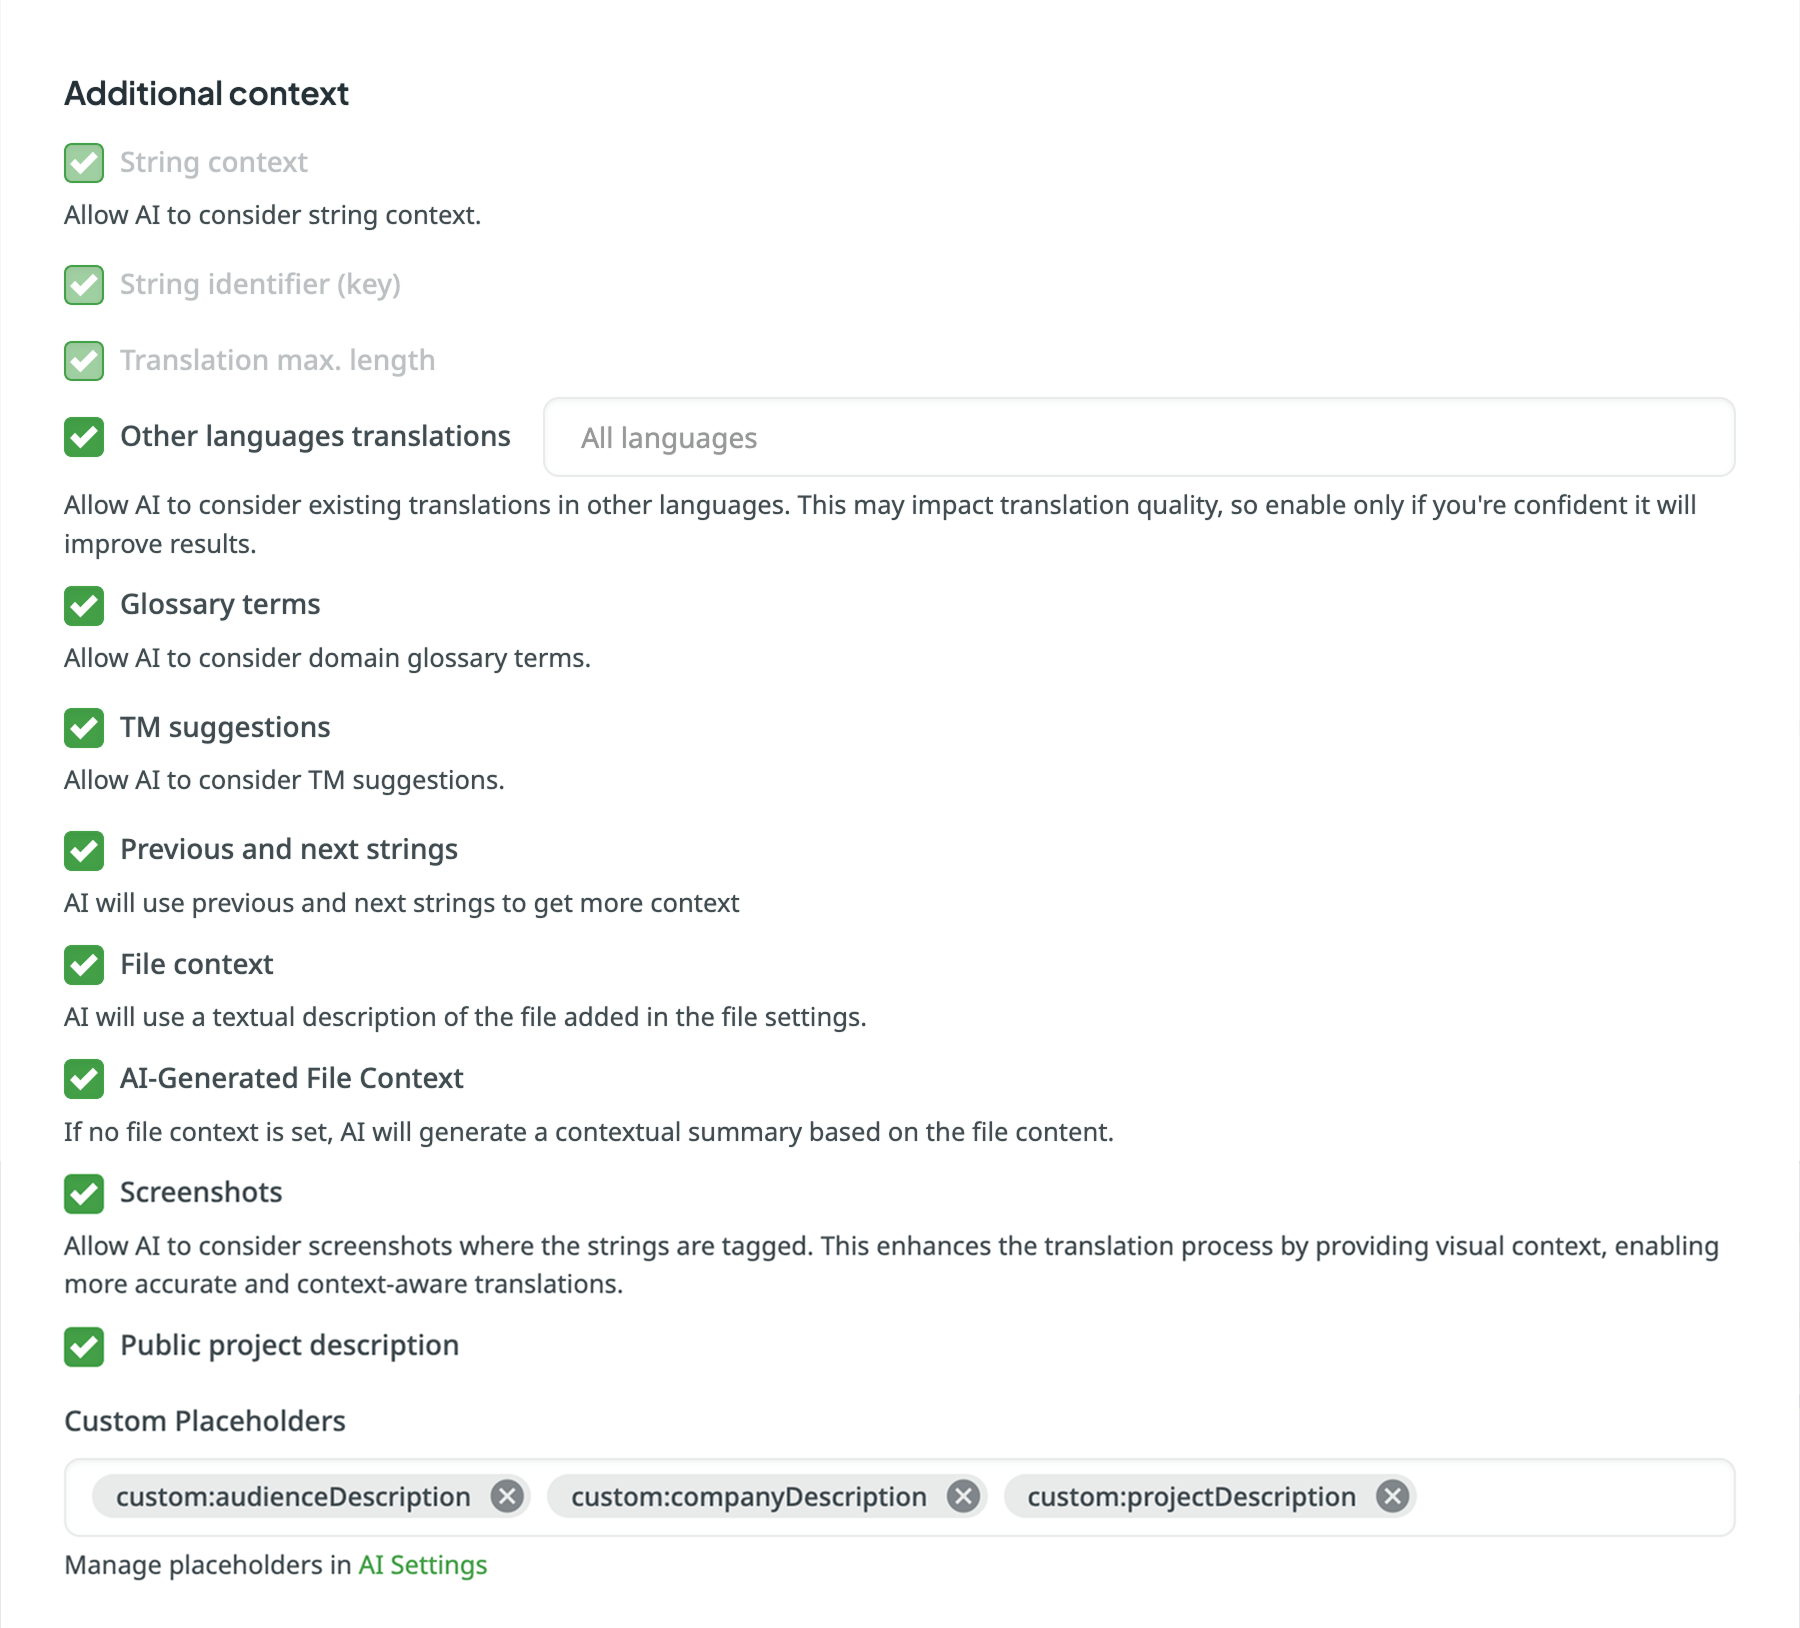 Additional context
String context
Allow AI to consider string context.
String identifier (key)
Translation max. length
Other languages translations
All languages
Allow AI to consider existing translations in other languages. This may impact translation quality, so enable only if you're confident it will
improve results.
Glossary terms
Allow AI to consider domain glossary terms.
TM suggestions
Allow AI to consider TM suggestions.
Previous and next strings
AI will use previous and next strings to get more context
File context
AI will use a textual description of the file added in the file settings.
AI-Generated File Context
If no file context is set, AI will generate a contextual summary based on the file content.
Screenshots
Allow AI to consider screenshots where the strings are tagged. This enhances the translation process by providing visual context, enabling
more accurate and context-aware translations.
Public project description
Custom Placeholders
custom:audienceDescription custom:companyDescription custom:projectDescription
Manage placeholders in AI Settings